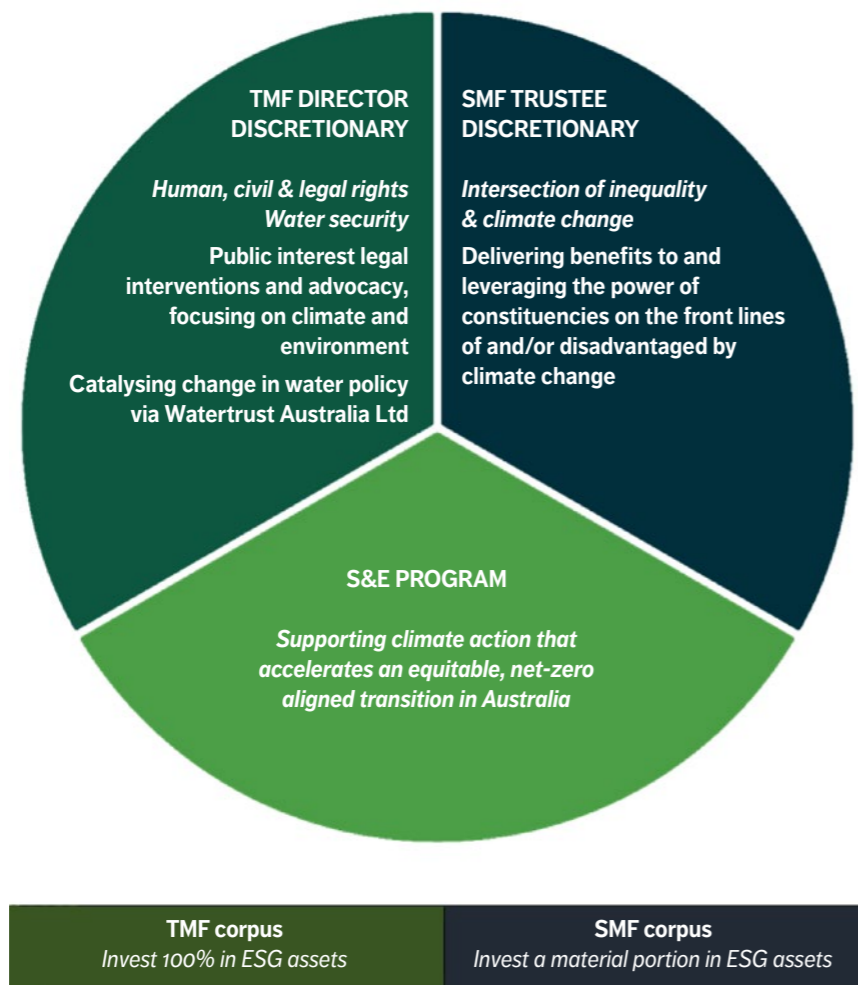 TMF DIRECTOR
DISCRETIONARY
Human, civil & legal rights
Water security
Public interest legal
interventions and advocacy,
focusing on climate and
environment
Catalysing change in water policy
via Watertrust Australia Ltd
SMF TRUSTEE
DISCRETIONARY
Intersection of inequality
& climate change
Delivering benefits to and
leveraging the power of
constituencies on the front lines
of and/or disadvantaged by
climate change
S&E PROGRAM
Supporting climate action that
accelerates an equitable, net-zero
aligned transition in Australia
TMF corpus
Invest 100% in ESG assets
SMF corpus
Invest a material portion in ESG assets